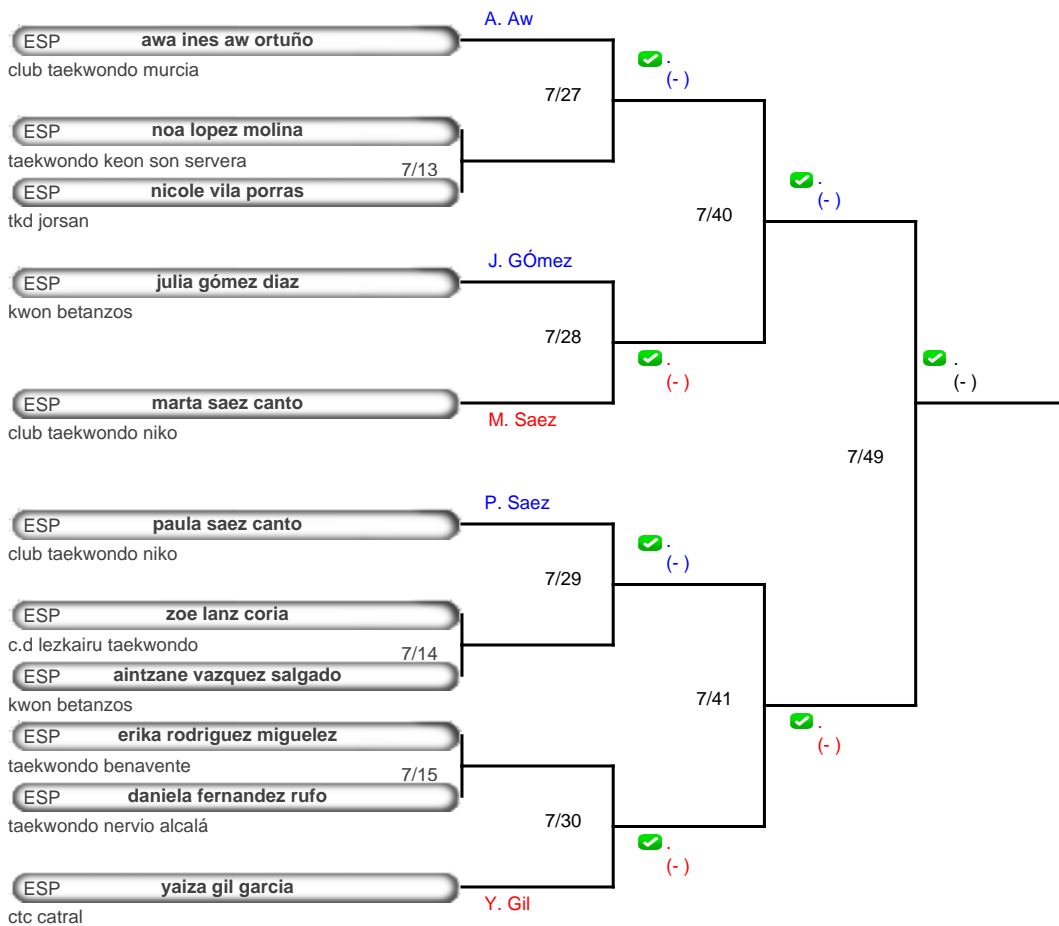 A. Aw
ESP awa ines aw ortuño
club taekwondo murcia
.
(- )
7/27
ESP noa lopez molina
taekwondo keon son servera
7/13
ESP nicole vila porras
tkd jorsan
.
(- )
7/40
J. GÓmez
ESP julia gómez diaz
kwon betanzos
7/28
.
(- )
.
(- )
ESP marta saez canto
club taekwondo niko
M. Saez
7/49
P. Saez
ESP paula saez canto
club taekwondo niko
.
(- )
7/29
ESP zoe lanz coria
c.d lezkairu taekwondo
7/14
ESP aintzane vazquez salgado
kwon betanzos
7/41
.
(- )
ESP erika rodriguez miguelez
taekwondo benavente
7/15
ESP daniela fernandez rufo
taekwondo nervio alcalá
7/30
.
(- )
ESP yaiza gil garcia
ctc catral
Y. Gil